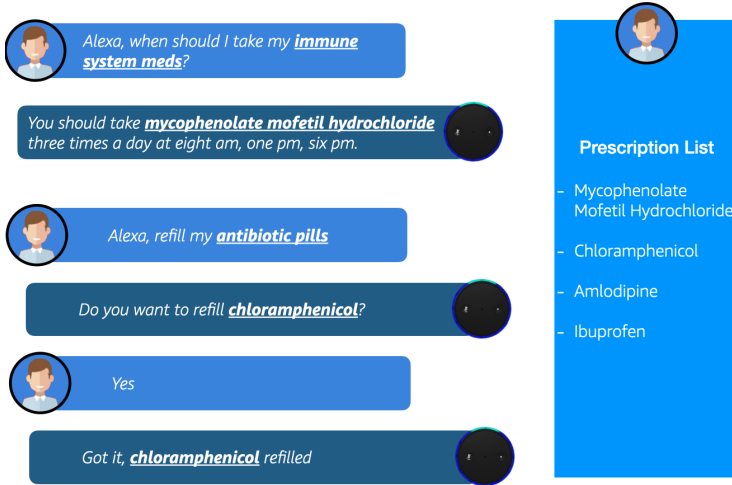 Alexa, when should I take my immune
system meds?
You should take mycophenolate mofetil hydrochloride
three times a day at eight am, one pm, six pm.
Alexa, refill my antibiotic pills
Do you want to refill chloramphenicol?
Yes
Got it, chloramphenicol refilled
Prescription List
- Mycophenolate
Mofetil Hydrochloride
- Chloramphenicol
- Amlodipine
- Ibuprofen